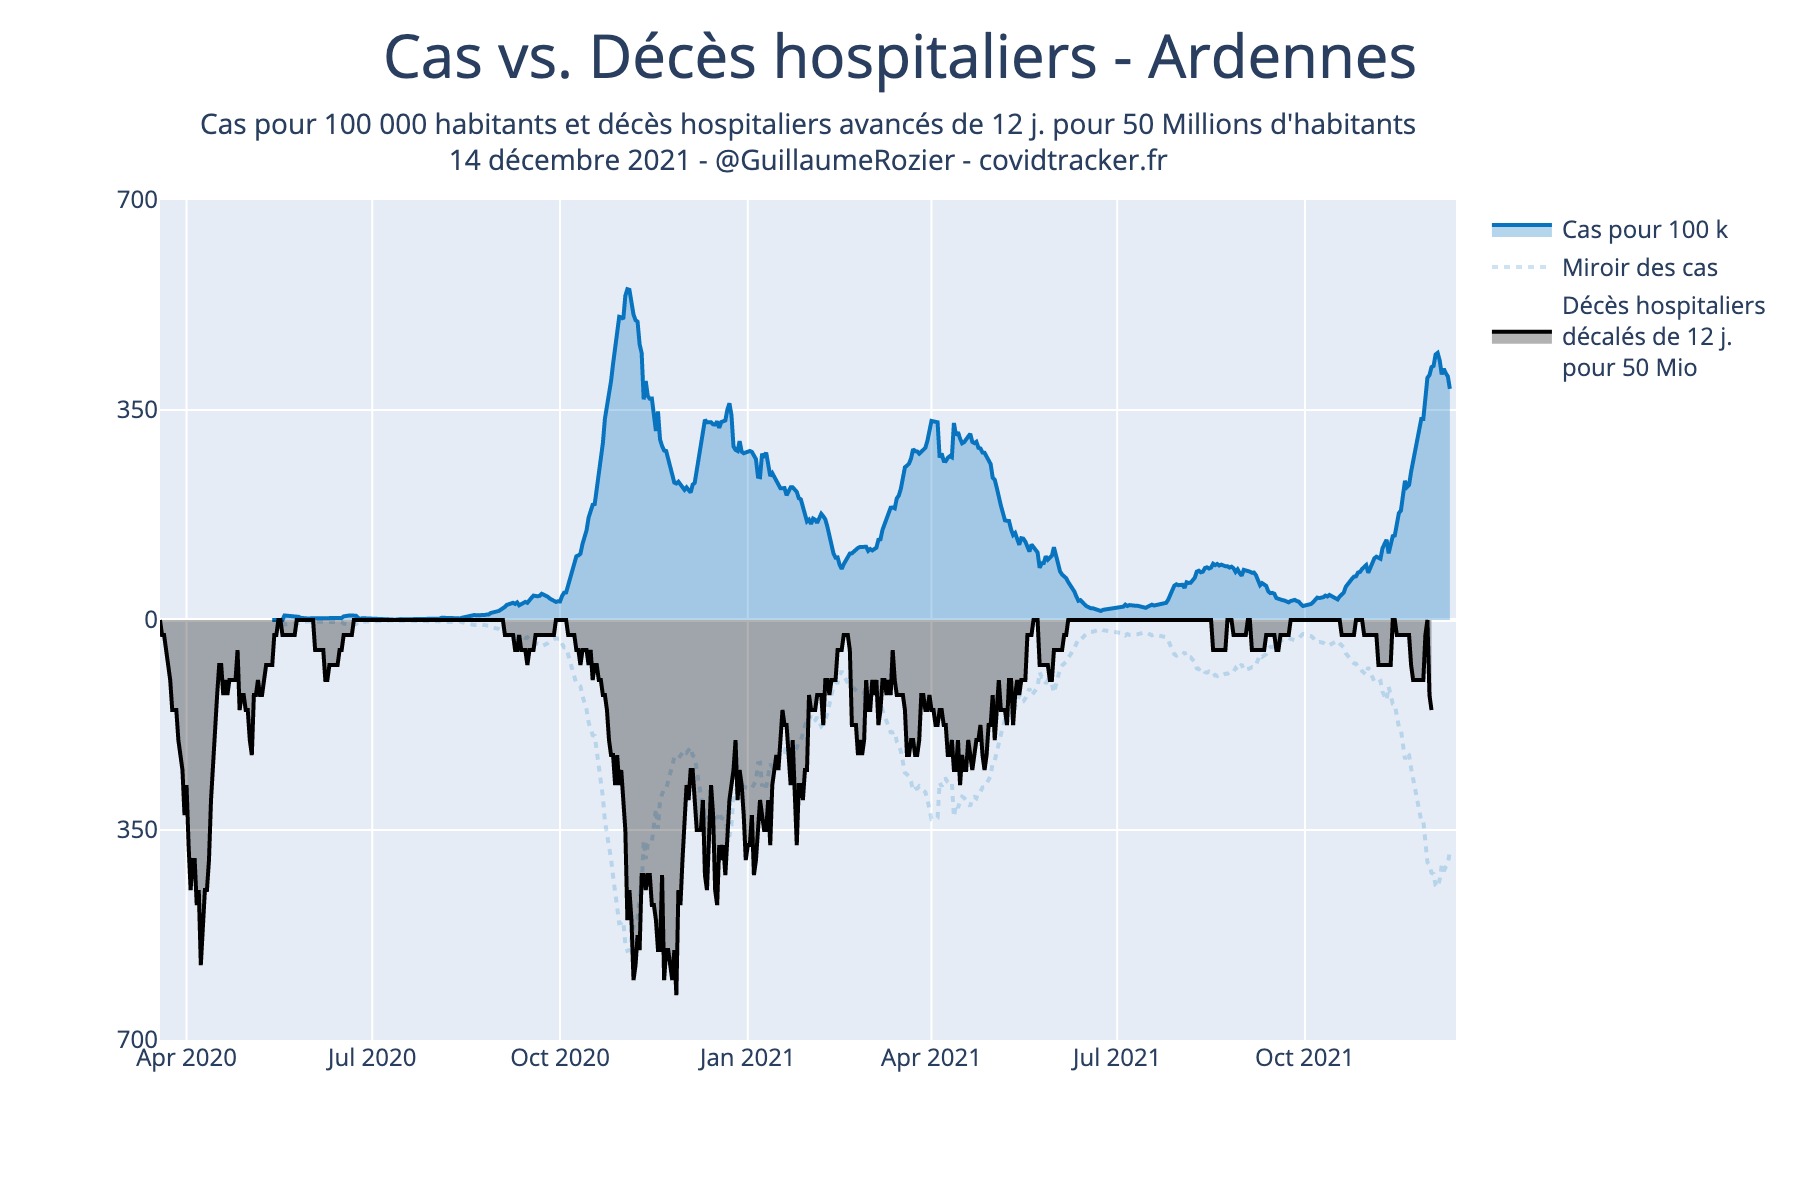 Cas vs. Décès hospitaliers - Ardennes
Cas pour 100 000 habitants et décès hospitaliers avancés de 12 j. pour 50 Millions d'habitants
14 décembre 2021 - @GuillaumeRozier - covidtracker.fr
700
350
0
350
700
Apr 2020
Jul 2020
Oct 2020
Jan 2021
Apr 2021
Jul 2021
Oct 2021
Cas pour 100 k
Miroir des cas
Décès hospitaliers
décalés de 12 j.
pour 50 Mio